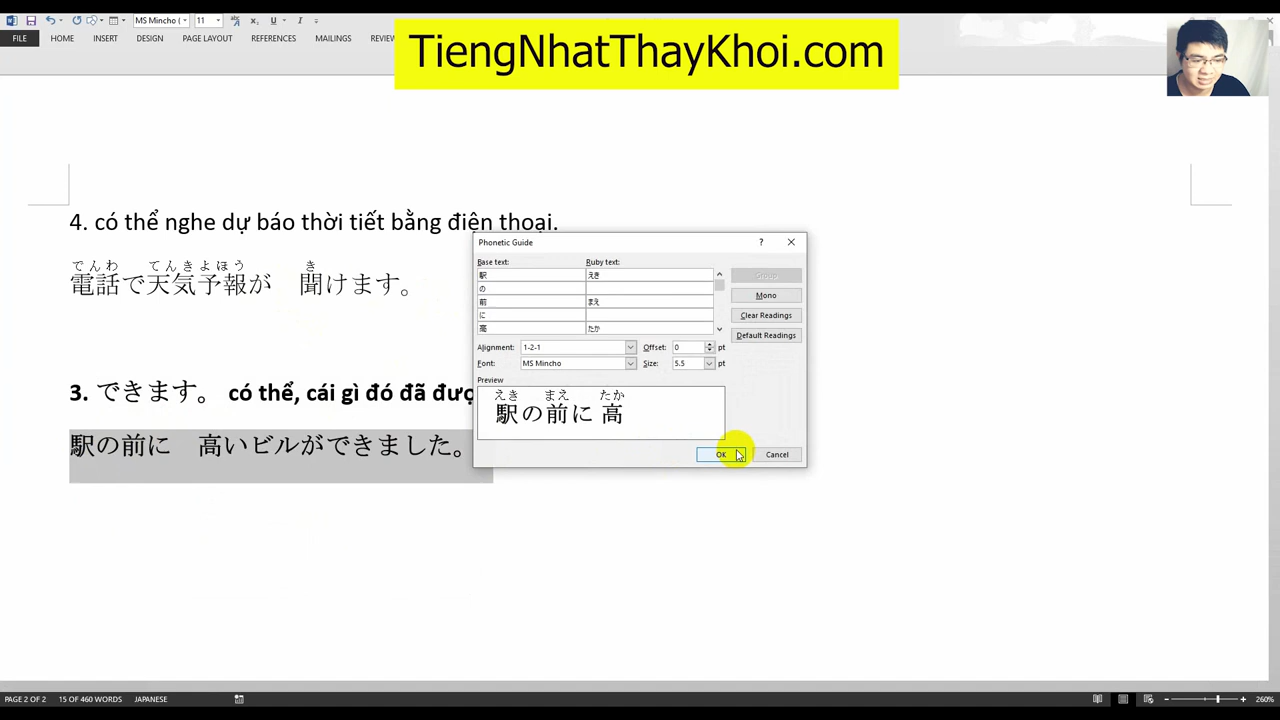 MS Mincho (
11
TiengNhatThayKhoi.com
FILE
HOME
INSERT
DESIGN
PAGE LAYOUT
REFERENCES
MAILINGS
REVIEW
4. có thể nghe dự báo thời tiết bằng điện thoại.
でんわ てんきよほう き
電話で天気予報が 聞けます。
3. できます。 có thể, cái gì đó đã đượ
駅の前に 高いビルができました。
Phonetic Guide
?
Base text:
Ruby text:
駅 えき
の
前 まえ
に
高 たか
Group
Mono
Clear Readings
Default Readings
Alignment: 1-2-1
Offset: 0 pt
Font: MS Mincho
Size: 5.5 pt
Preview
えき まえ たか
駅の前に 高
OK
Cancel
PAGE 2 OF 2
15 OF 460 WORDS
JAPANESE
260%